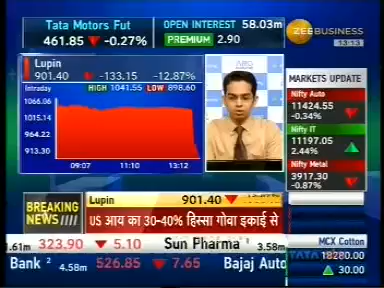 Tata Motors Fut
461.85 -0.27%
OPEN INTEREST 58.03m
PREMIUM 2.90
ZEEBUSINESS
13:13
Lupin
901.40 -133.15 -12.87%
Intraday HIGH 1041.55 LOW 898.60
1066.06
1015.14
964.22
913.30
09:07 11:10 13:12
MARKETS UPDATE
Nifty Auto
11424.55
-0.34%
Nifty IT
11197.05
2.44%
Nifty Metal
3917.30
-0.87%
BREAKING NEWS
Lupin 901.40
US आय का 30-40% हिस्सा गोवा इकाई से
1.61m 323.90 5.10 Sun Pharma 3.58m
MCX Cotton
18280.00
30.00
Bank 2 4.58m 526.85 7.65 Bajaj Auto